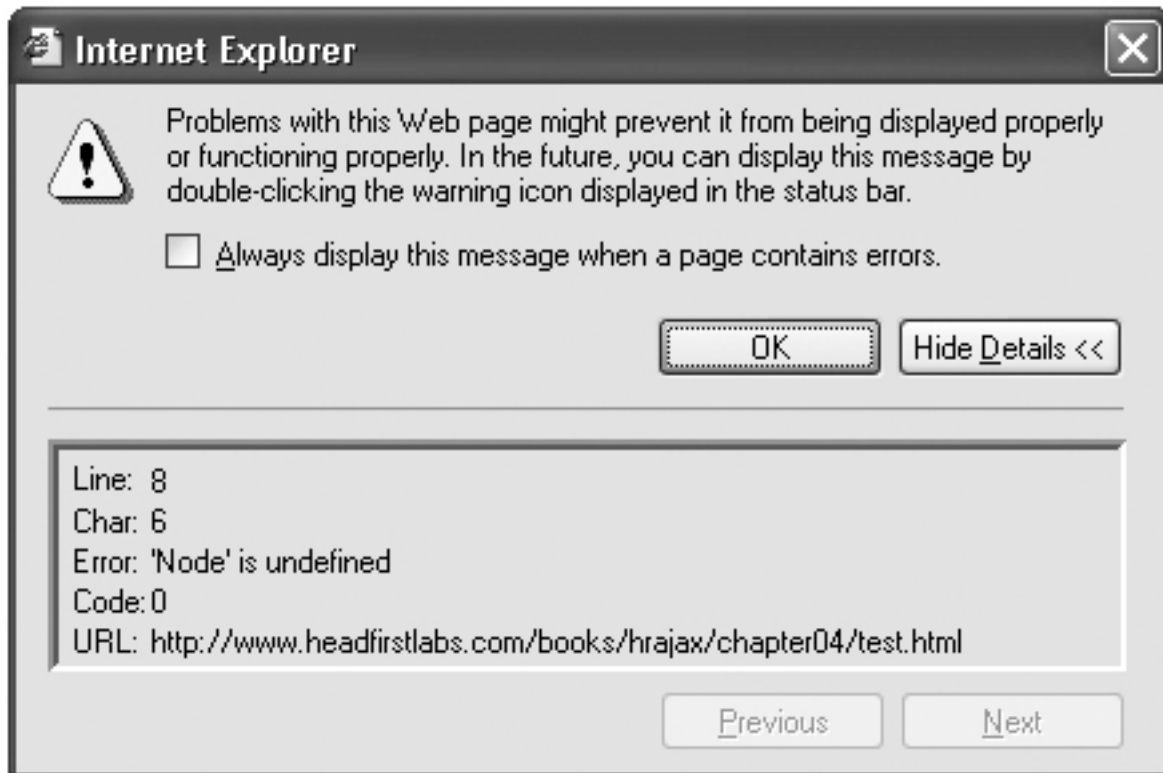 Internet Explorer
Problems with this Web page might prevent it from being displayed properly
or functioning properly. In the future, you can display this message by
double-clicking the warning icon displayed in the status bar.
Always display this message when a page contains errors.
OK
Hide Details <<
Line: 8
Char: 6
Error: 'Node' is undefined
Code: 0
URL: http://www.headfirstlabs.com/books/hrajax/chapter04/test.html
Previous
Next